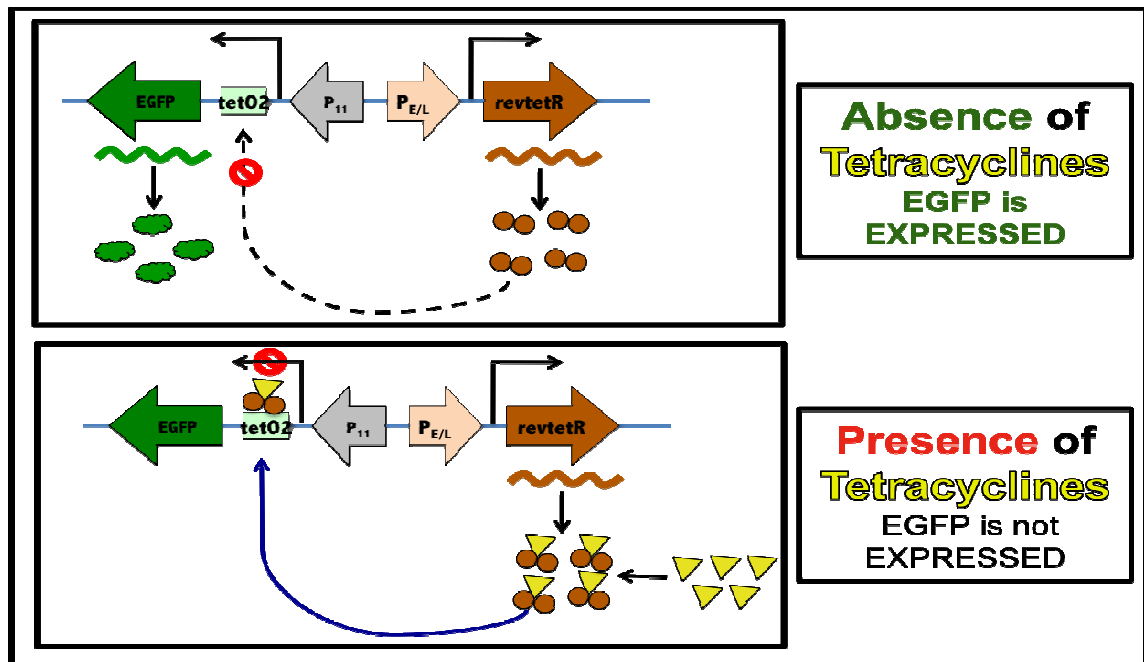 EGFP
tetO2
P11
PE/L
revtetR
Absence of
Tetracyclines
EGFP is
EXPRESSED
EGFP
tetO2
P11
PE/L
revtetR
Presence of
Tetracyclines
EGFP is not
EXPRESSED